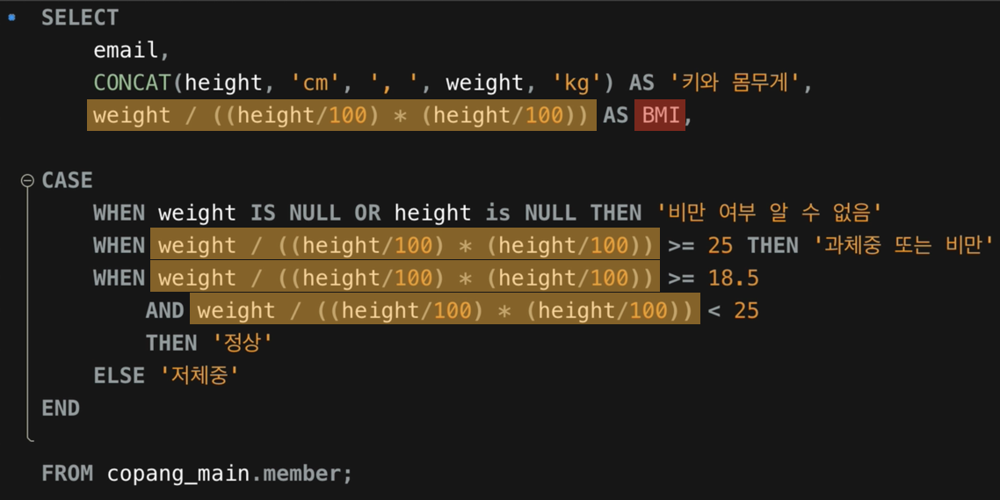 SELECT
email,
CONCAT(height, 'cm', ', ', weight, 'kg') AS '키와 몸무게',
weight / ((height/100) * (height/100)) AS BMI,
CASE
WHEN weight IS NULL OR height is NULL THEN '비만 여부 알 수 없음'
WHEN weight / ((height/100) * (height/100)) >= 25 THEN '과체중 또는 비만'
WHEN weight / ((height/100) * (height/100)) >= 18.5
AND weight / ((height/100) * (height/100)) < 25
THEN '정상'
ELSE '저체중'
END
FROM copang_main.member;